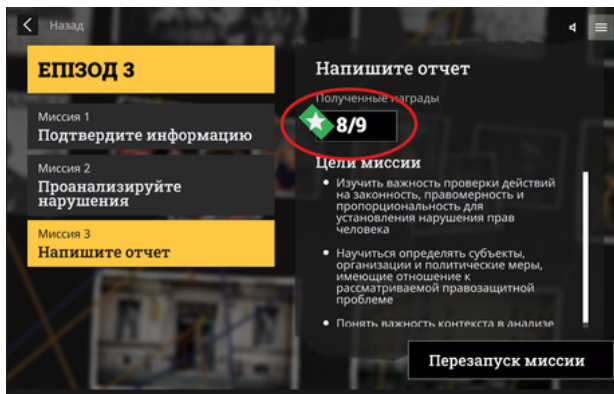 Назад
ЕПІЗОД 3
Миссия 1
Подтвердите информацию
Миссия 2
Проанализируйте
нарушения
Миссия 3
Напишите отчет
Напишите отчет
Полученные награды
8/9
Цели миссии
• Изучить важность проверки действий
на законность, правомерность и
пропорциональность для
установления нарушения прав
человека
• Научиться определять субъекты,
организации и политические меры,
имеющие отношение к
рассматриваемой правозащитной
проблеме
• Понять важность контекста в анализе
Перезапуск миссии